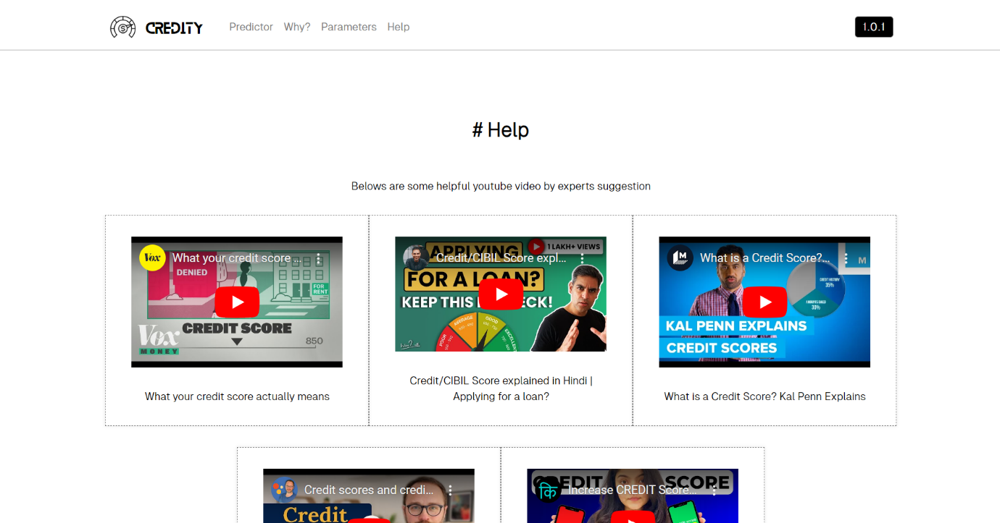 CREDITY
Predictor Why? Parameters Help
1.0.1
# Help
Belows are some helpful youtube video by experts suggestion
Vox
What your credit score ...
DENIED
FOR RENT
CREDIT SCORE
850
Vox
MONEY
What your credit score actually means
1 LAKH+ VIEWS
APPLYING
Credit/CIBIL Score expl...
FOR A LOAN?
KEEP THIS
CK!
POOR
AVERAGE
GOOD
EXCELLENT
Credit/CIBIL Score explained in Hindi |
Applying for a loan?
What is a Credit Score?...
M
CREDIT HISTORY
35%
30%
KAL PENN EXPLAINS
CREDIT SCORES
What is a Credit Score? Kal Penn Explains
Credit scores and credi...
Credit
CREDIT SCORE
कि
Increase CREDIT Score...